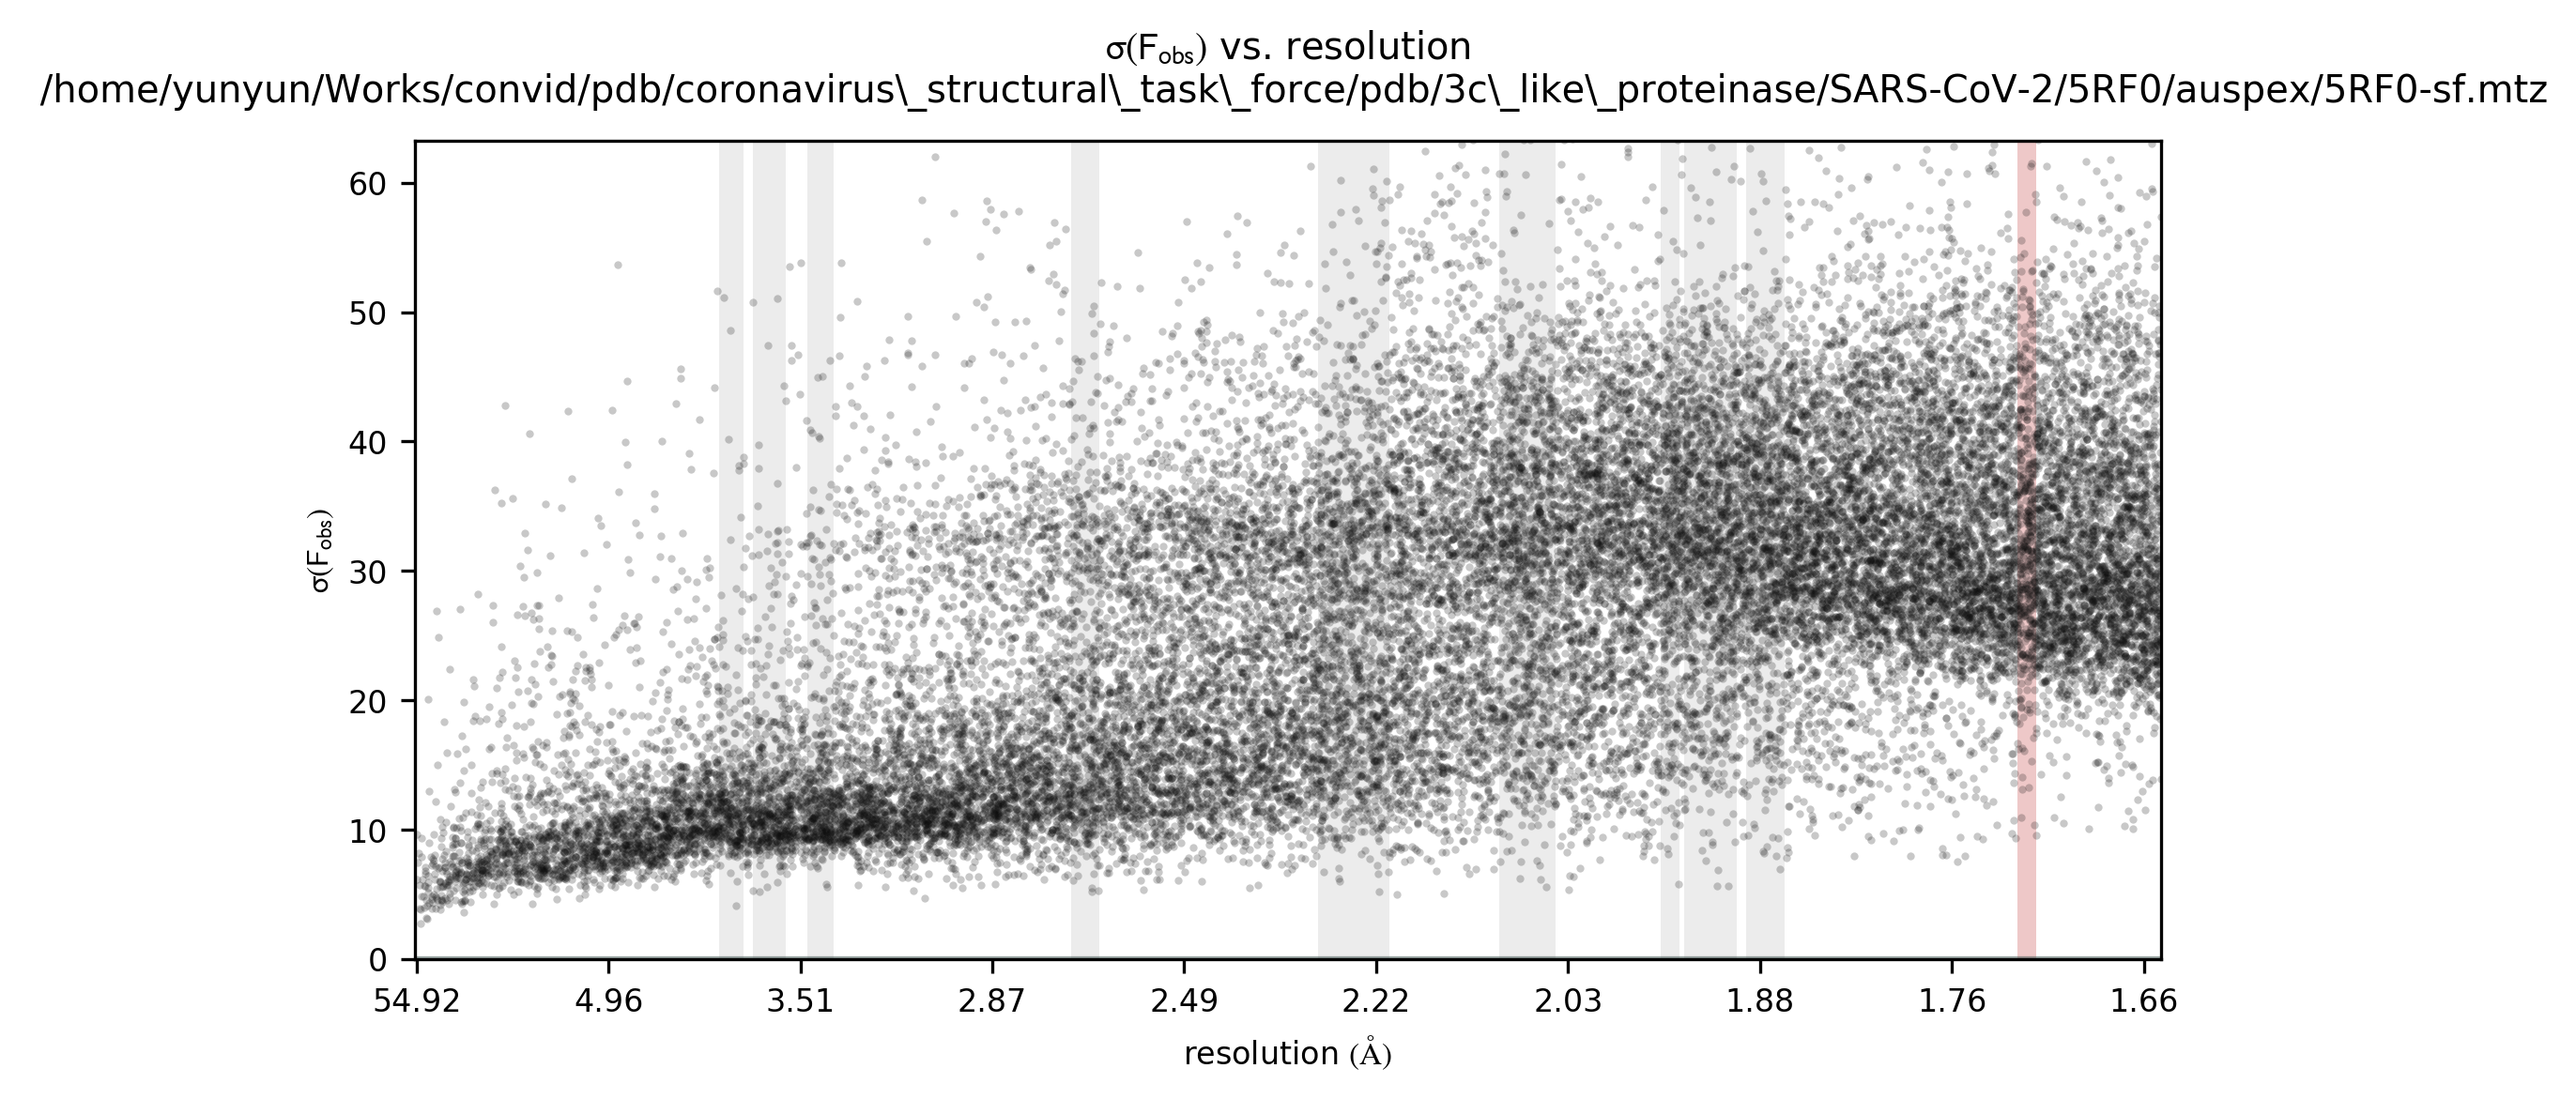 σ(Fobs) vs. resolution
/home/yunyun/Works/convid/pdb/coronavirus\_structural\_task\_force/pdb/3c\_like\_proteinase/SARS-CoV-2/5RF0/auspex/5RF0-sf.mtz
60
50
40
30
20
10
0
σ(Fobs)
54.92 4.96 3.51 2.87 2.49 2.22 2.03 1.88 1.76 1.66
resolution (Å)